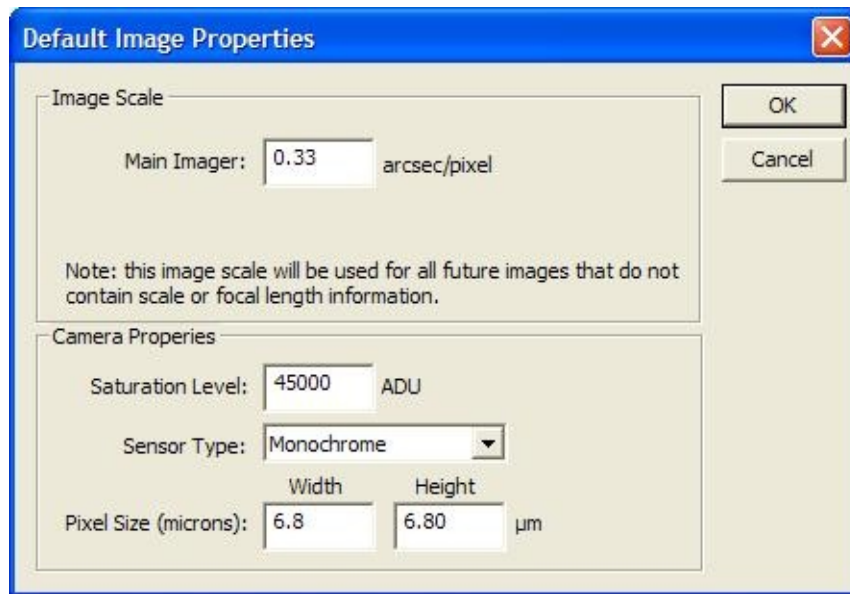 Default Image Properties
Image Scale
OK
Main Imager: 0.33 arcsec/pixel
Cancel
Note: this image scale will be used for all future images that do not
contain scale or focal length information.
Camera Properies
Saturation Level: 45000 ADU
Sensor Type: Monochrome
Width Height
Pixel Size (microns): 6.8 6.80 µm